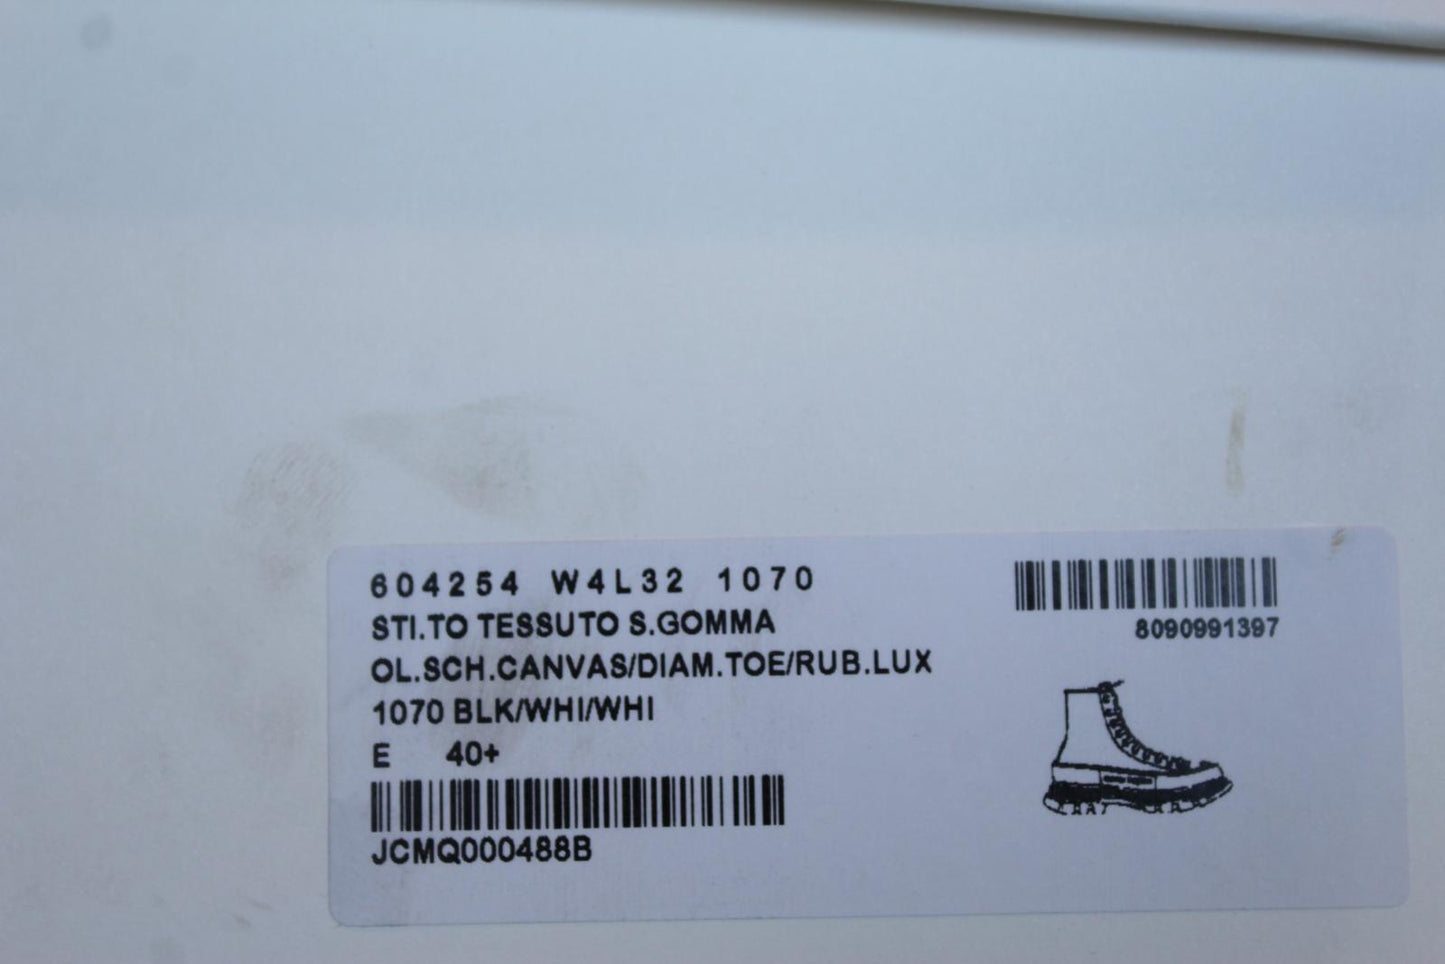 604254 W4L32 1070
STI.TO TESSUTO S.GOMMA
OL.SCH.CANVAS/DIAM.TOE/RUB.LUX
1070 BLK/WHI/WHI
E 40+
JCMQ000488B
8090991397